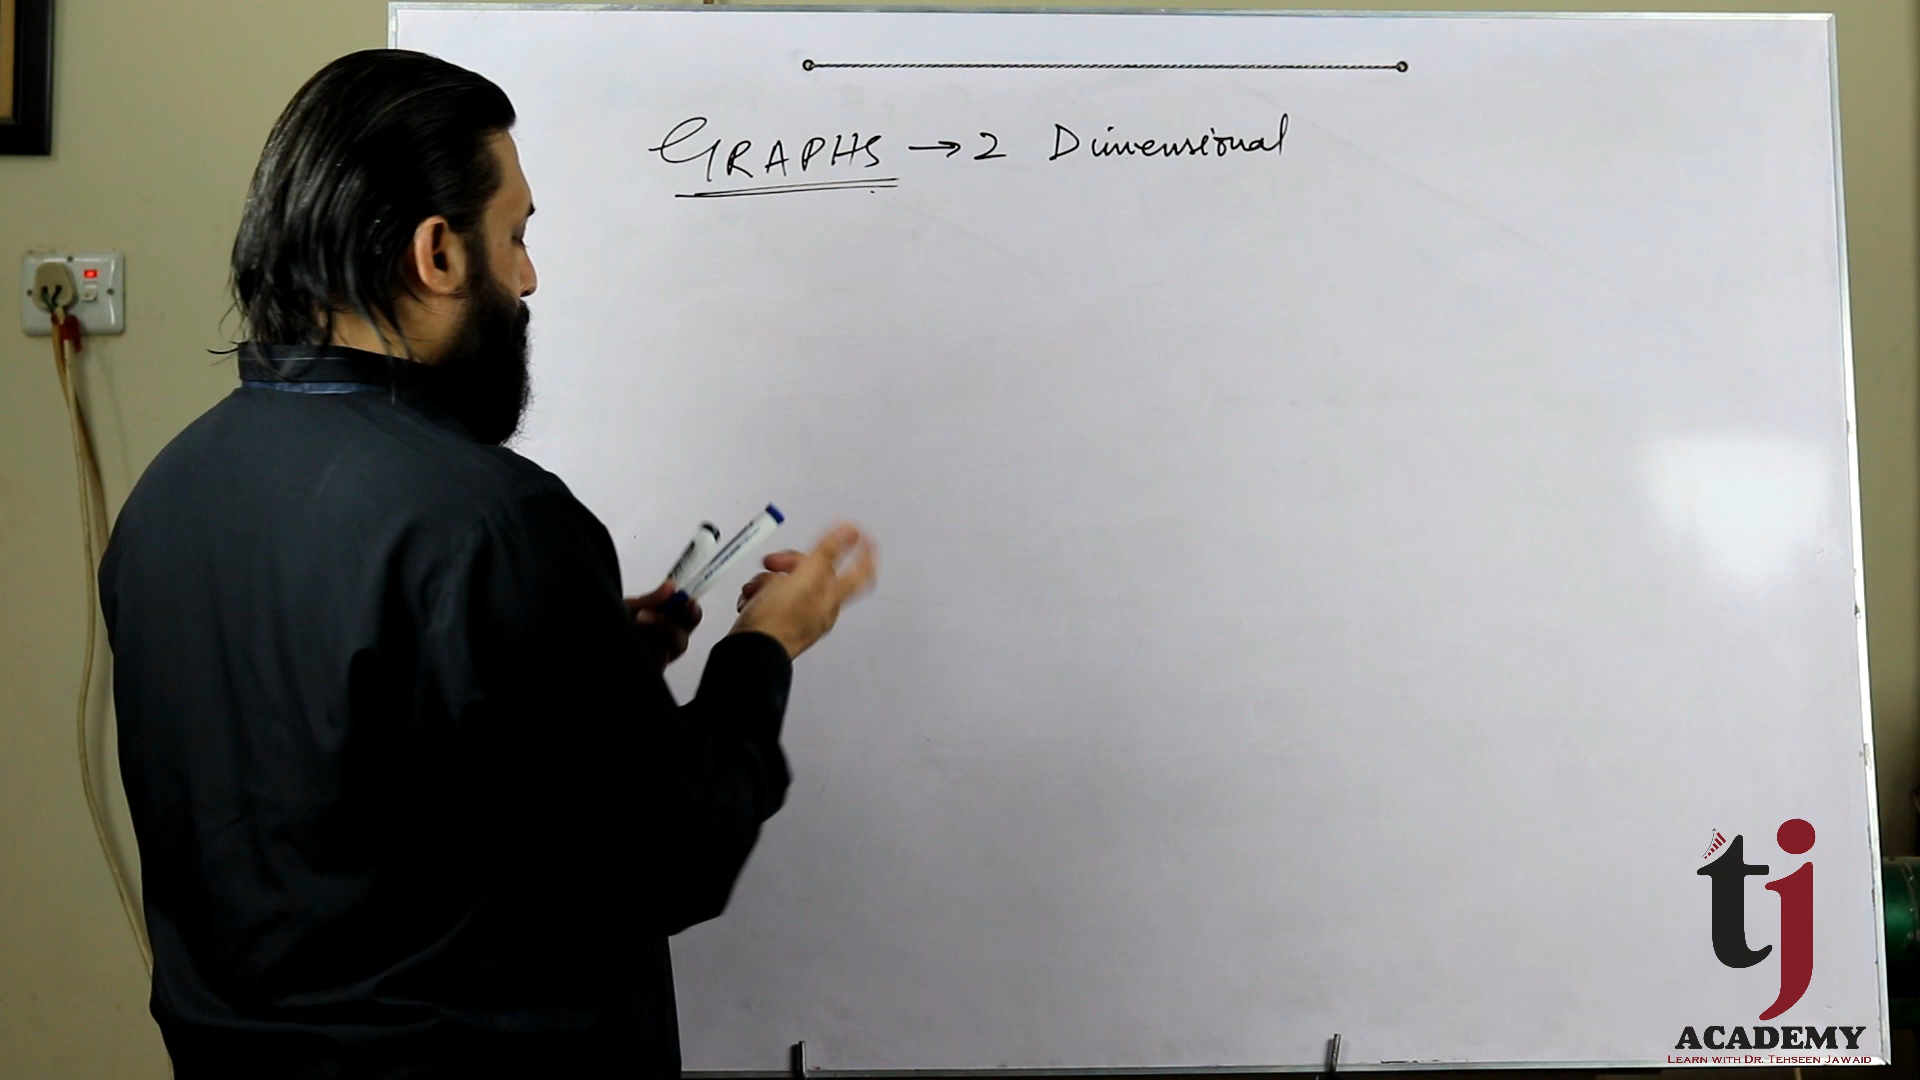 GRAPHS → 2 Dimensional
tj
ACADEMY
LEARN WITH DR. TEHSEEN JAWAID